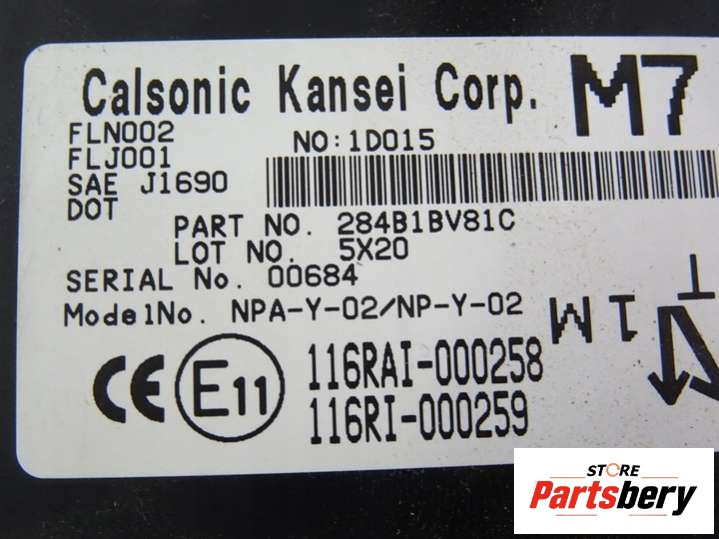 Calsonic Kansei Corp. M7
FLN002 NO:1D015
FLJ001
SAE J1690
DOT
PART NO. 284B1BV81C
LOT NO. 5X20
SERIAL No. 00684
ModelNo. NPA-Y-02/NP-Y-02
1M
T
CE E11 116RAI-000258
116RI-000259
STORE
Partsbery